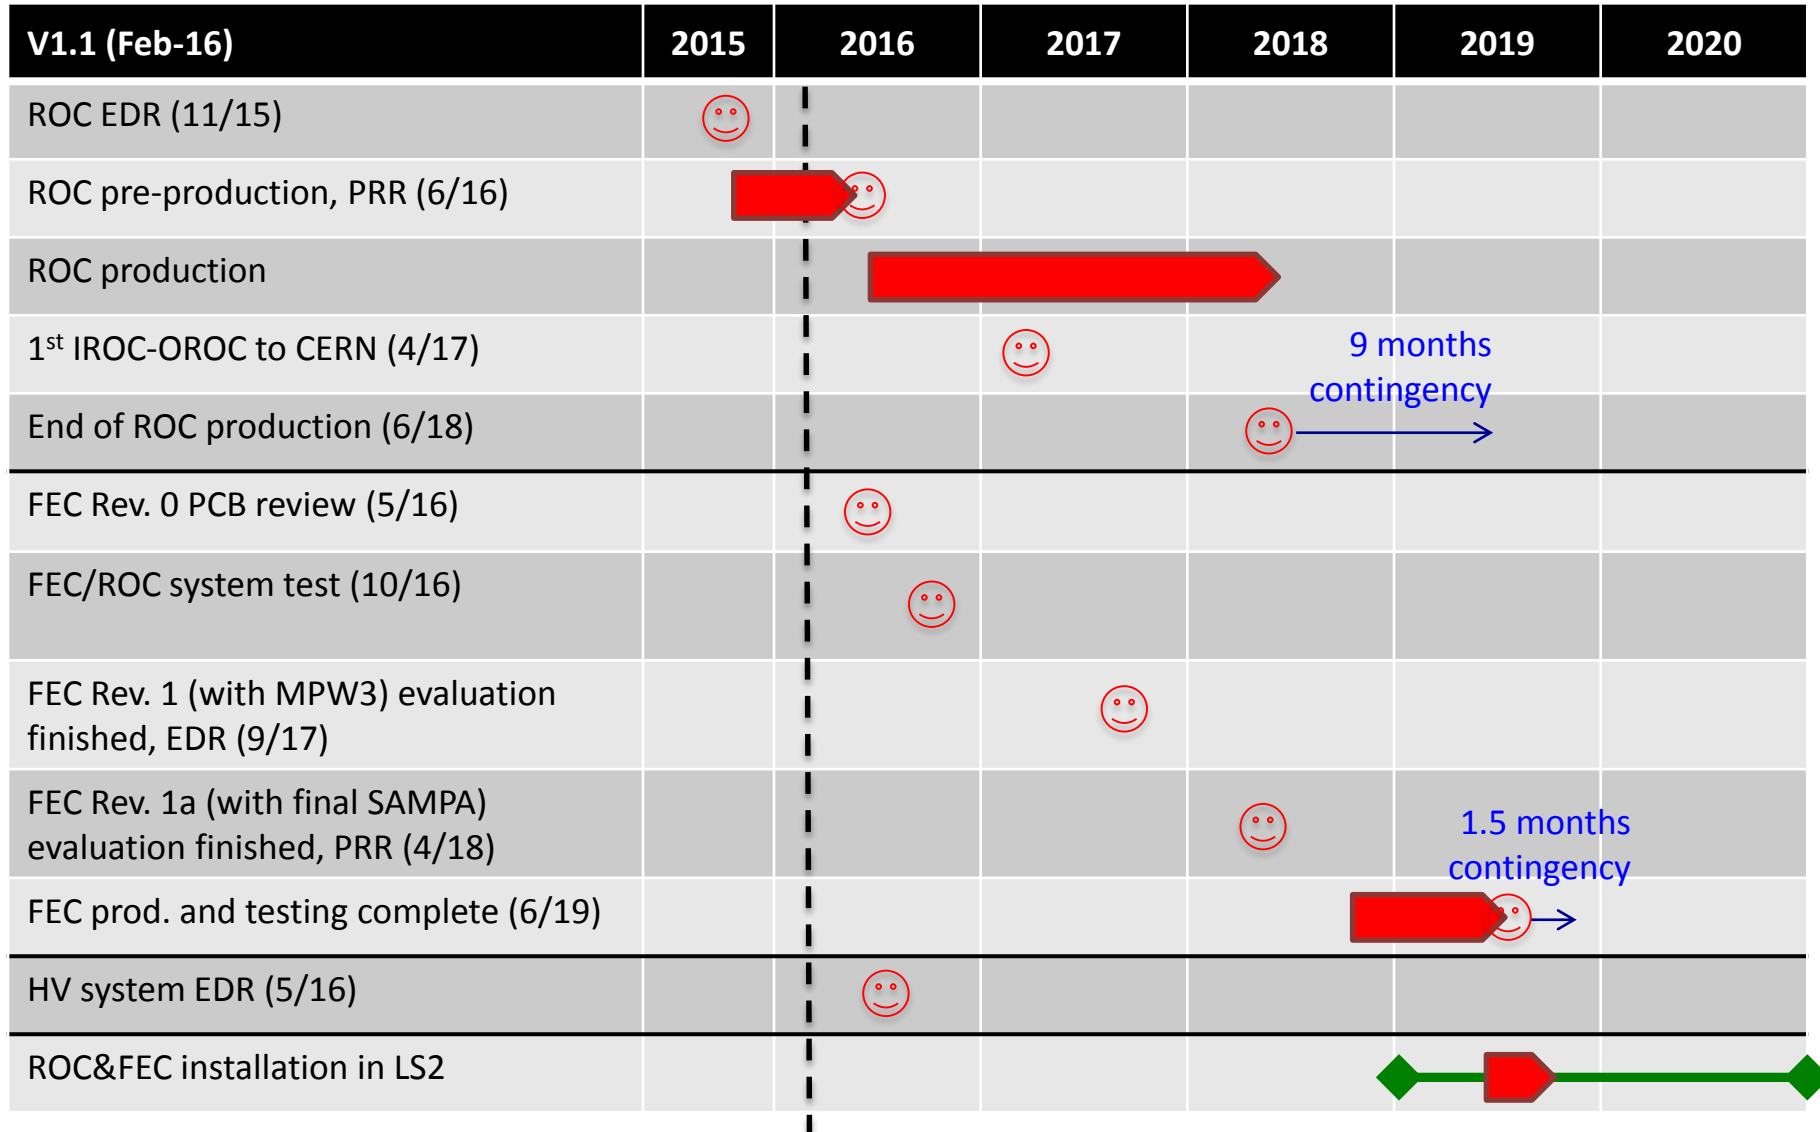 V1.1 (Feb-16) 2015 2016 2017 2018 2019 2020
ROC EDR (11/15)
ROC pre-production, PRR (6/16)
ROC production
1st IROC-OROC to CERN (4/17)
9 months
contingency
End of ROC production (6/18)
FEC Rev. 0 PCB review (5/16)
FEC/ROC system test (10/16)
FEC Rev. 1 (with MPW3) evaluation
finished, EDR (9/17)
FEC Rev. 1a (with final SAMPA)
evaluation finished, PRR (4/18)
1.5 months
contingency
FEC prod. and testing complete (6/19)
HV system EDR (5/16)
ROC&FEC installation in LS2